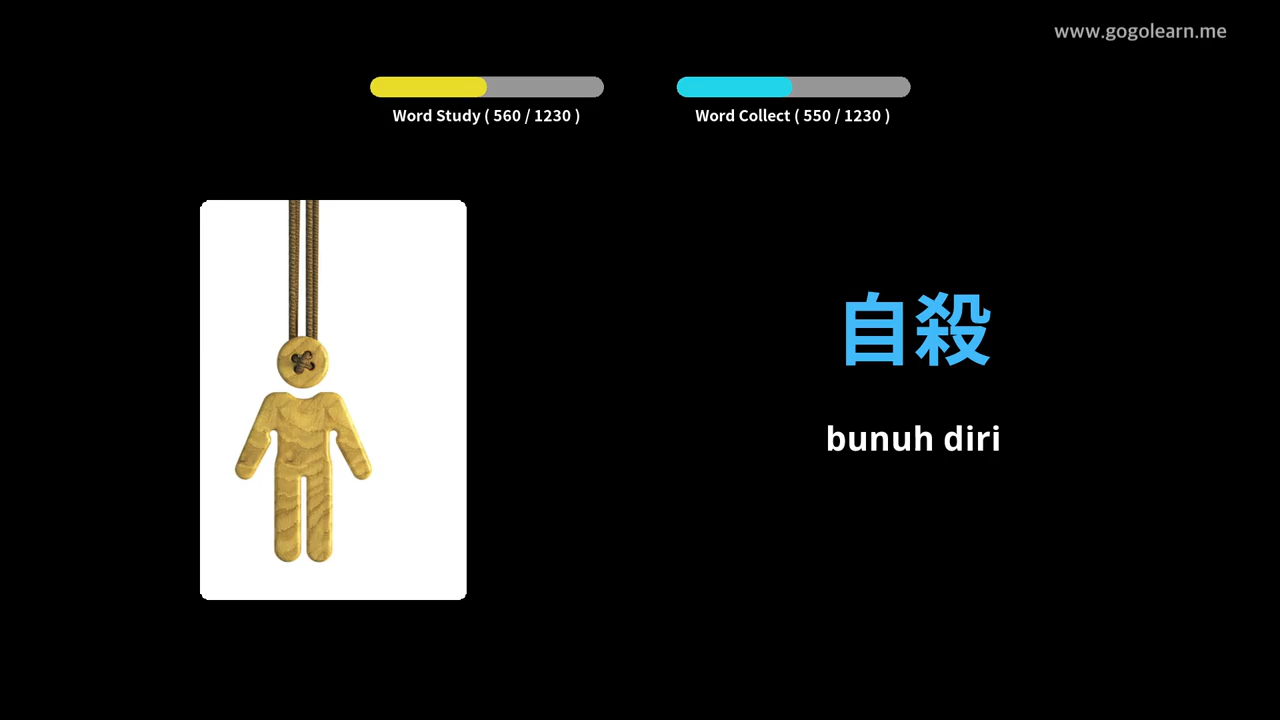 www.gogolearn.me
Word Study ( 560 / 1230 )
Word Collect ( 550 / 1230 )
自殺
bunuh diri